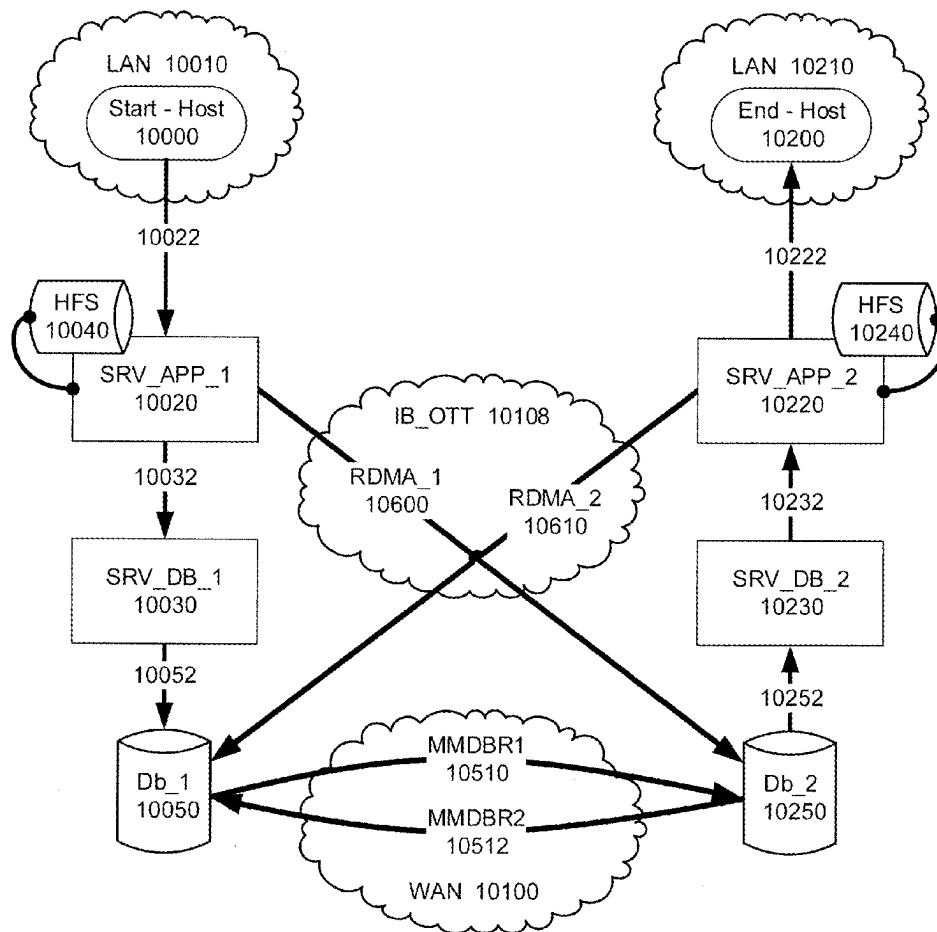 LAN 10010
Start - Host
10000
LAN 10210
End - Host
10200
10022
10222
HFS
10040
HFS
10240
SRV_APP_1
10020
SRV_APP_2
10220
IB_OTT 10108
10032
RDMA_1
10600
RDMA_2
10610
10232
SRV_DB_1
10030
SRV_DB_2
10230
10052
10252
Db_1
10050
MMDBR1
10510
MMDBR2
10512
Db_2
10250
WAN 10100